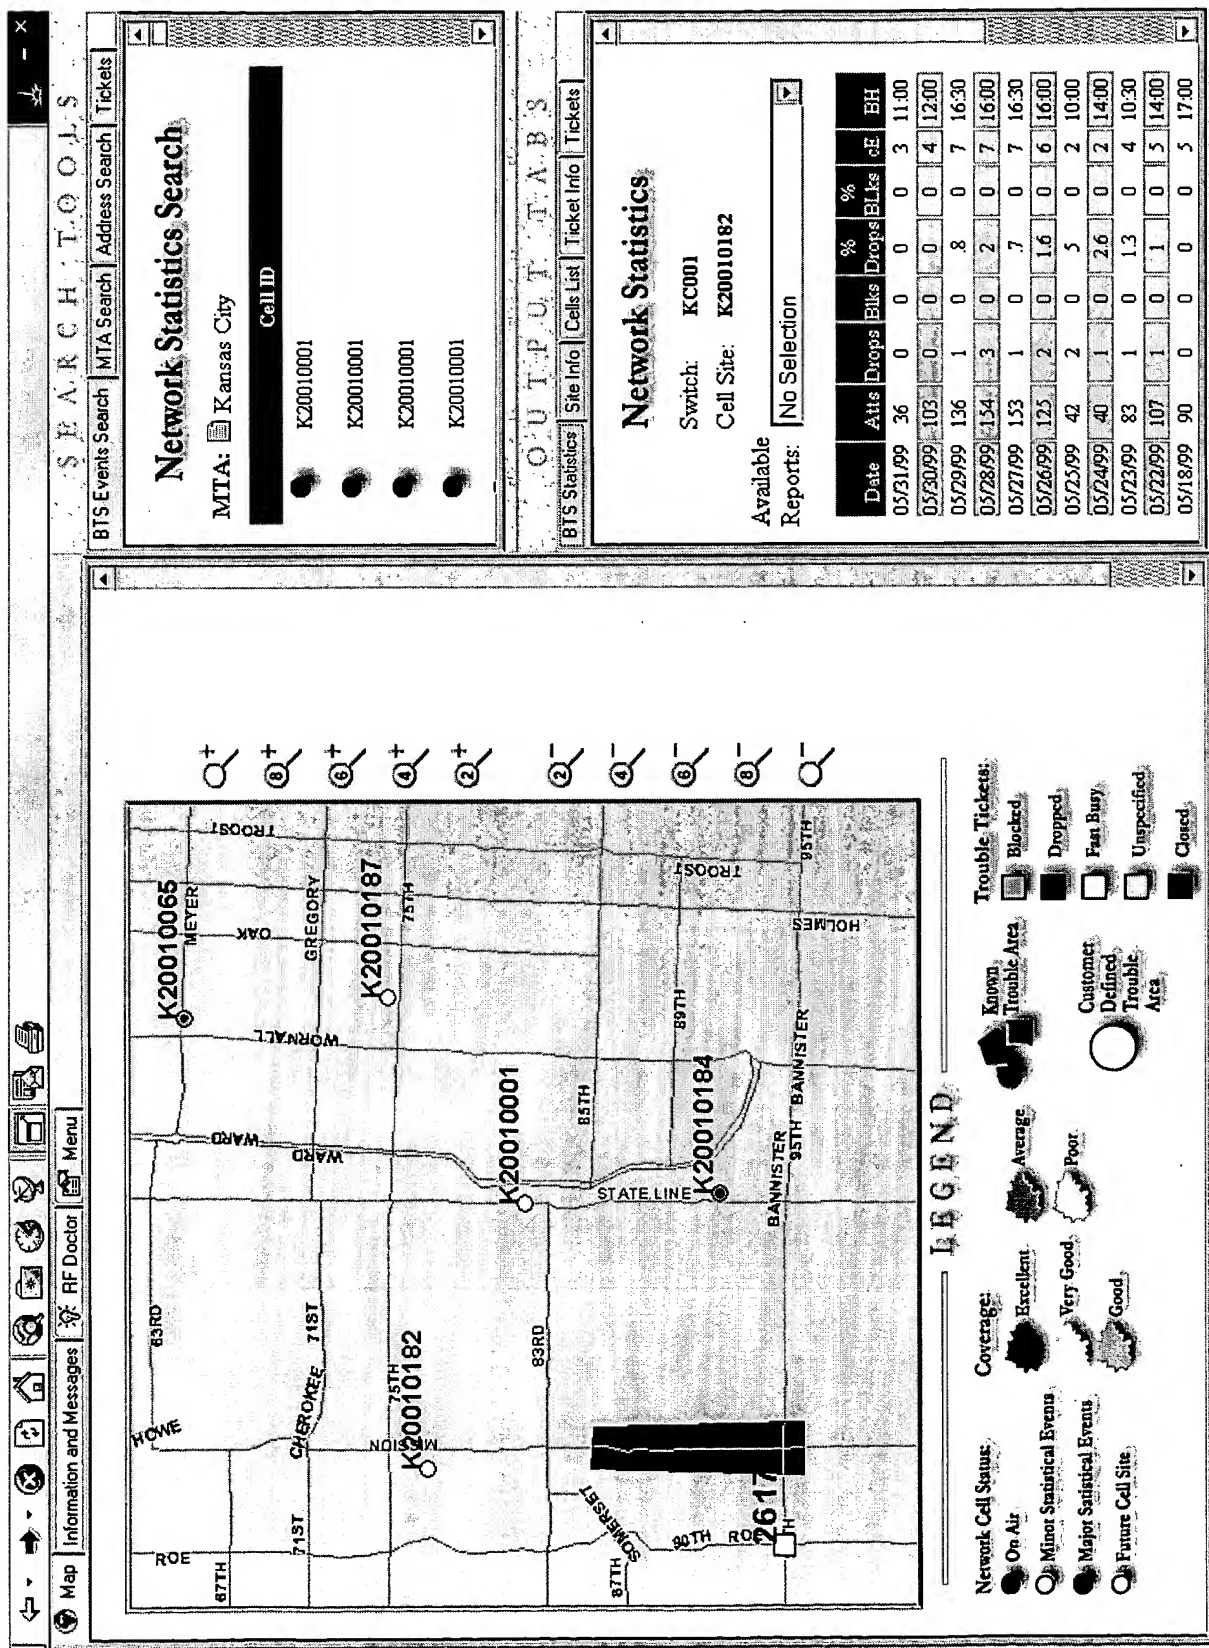 SEARCH TOOLS
Map Information and Messages RF Doctor Menu
BTS Events Search MTA Search Address Search Tickets
Network Statistics Search
MTA: Kansas City
Cell ID
K20010001
K20010001
K20010001
K20010001
OUTPUT TABS
BTS Statistics Site Info Cells List Ticket Info Tickets
Network Statistics
Switch: KC001
Cell Site: K20010182
Available
Reports: No Selection
Date Atts Drops Blks % Drops % BLks cE BH
05/31/99 36 0 0 0 0 3 11:00
05/30/99 103 0 0 0 0 4 12:00
05/29/99 136 1 0 .8 0 7 16:30
05/28/99 154 3 0 2 0 7 16:00
05/27/99 153 1 0 .7 0 7 16:30
05/26/99 125 2 0 1.6 0 6 16:00
05/25/99 42 2 0 5 0 2 10:00
05/24/99 40 1 0 2.6 0 2 14:00
05/23/99 83 1 0 1.3 0 4 10:30
05/22/99 107 1 0 1 0 5 14:00
05/18/99 90 0 0 0 0 5 17:00
HOWE
63RD
K20010065
MEYER
TROOST
ROE
67TH
WARD
OAK
WORNALL
71ST
CHEROKEE
71ST
WARD
GREGORY
MISSION
75TH
K20010182
K20010187
75TH
83RD
K20010001
85TH
87TH
SOMERSET
STATE LINE
K20010184
89TH
TROOST
80TH
ROE
2617
BANNISTER
95TH BANNISTER
HOLMES
95TH
8
6
4
2
2
4
6
8
LEGEND
Network Cell Status:
On Air
Minor Statistical Events
Major Satistical Events
Future Cell Site
Coverage:
Excellent
Very Good
Good
Average
Poor
Known
Trouble Area
Customer
Defined
Trouble
Area
Trouble Tickets:
Blocked
Dropped
Fast Busy
Unspecified
Closed